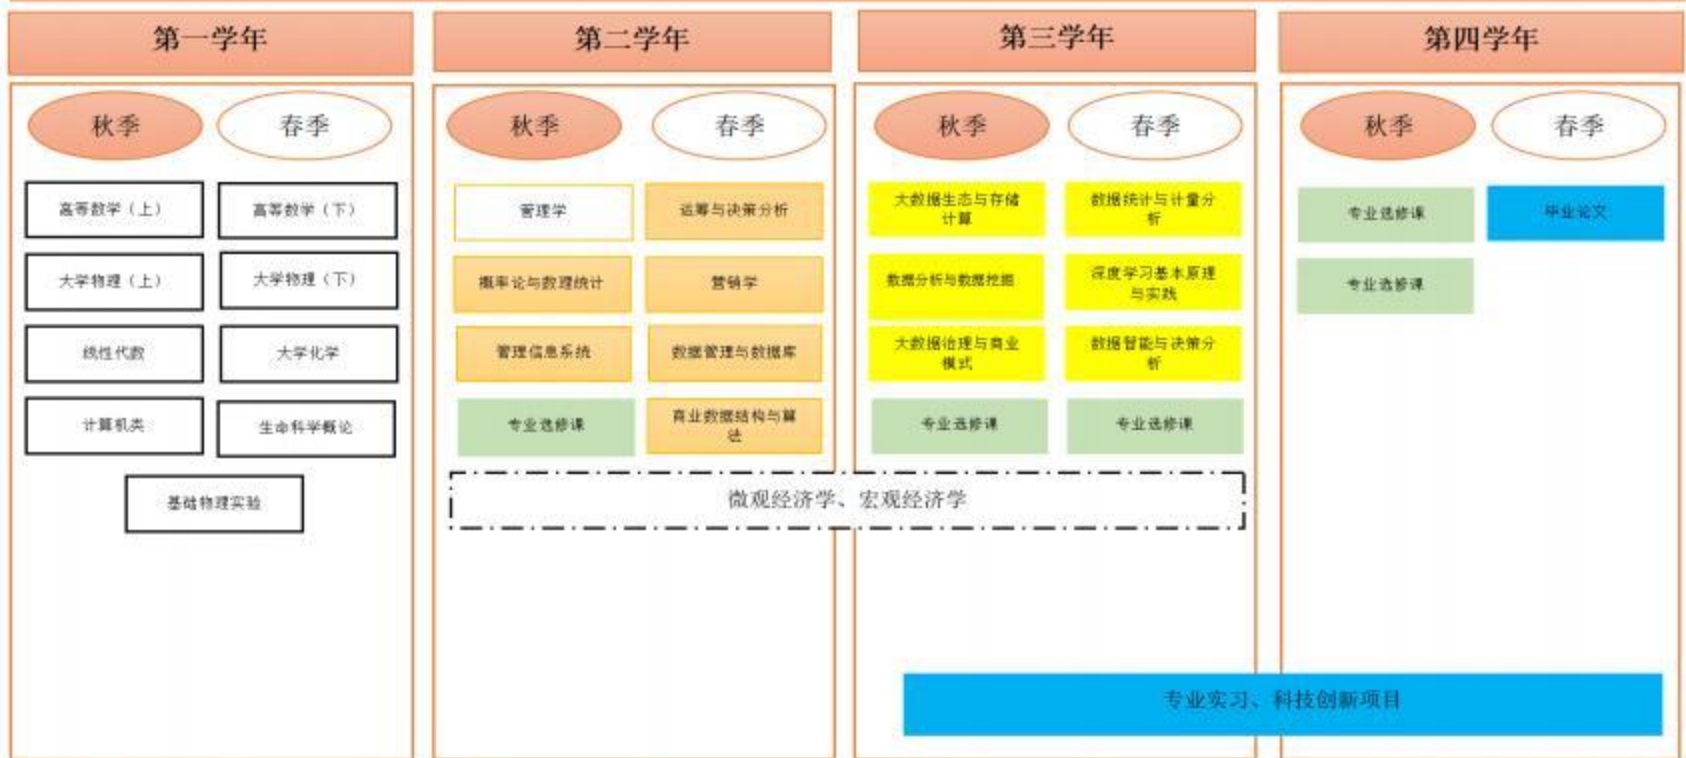 第一学年
第二学年
第三学年
第四学年
秋季
春季
秋季
春季
秋季
春季
秋季
春季
高等数学（上）
高等数学（下）
大学物理（上）
大学物理（下）
线性代数
大学化学
计算机类
生命科学概论
基础物理实验
管理学
运筹与决策分析
概率论与数理统计
营销学
管理信息系统
数据管理与数据库
专业选修课
商业数据结构与算
法
大数据生态与存储
计算
数据统计与计量分
析
数据分析与数据挖掘
深度学习基本原理
与实践
大数据治理与商业
模式
数据智能与决策分
析
专业选修课
专业选修课
微观经济学、宏观经济学
专业选修课
毕业论文
专业选修课
专业实习、科技创新项目